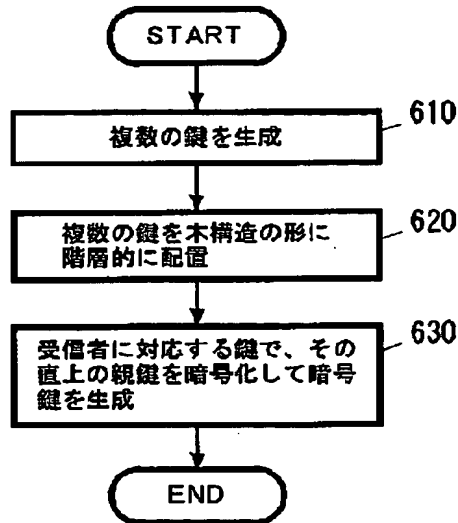 START
複数の鍵を生成
610
複数の鍵を木構造の形に
階層的に配置
620
受信者に対応する鍵で、その
直上の親鍵を暗号化して暗号
鍵を生成
630
END